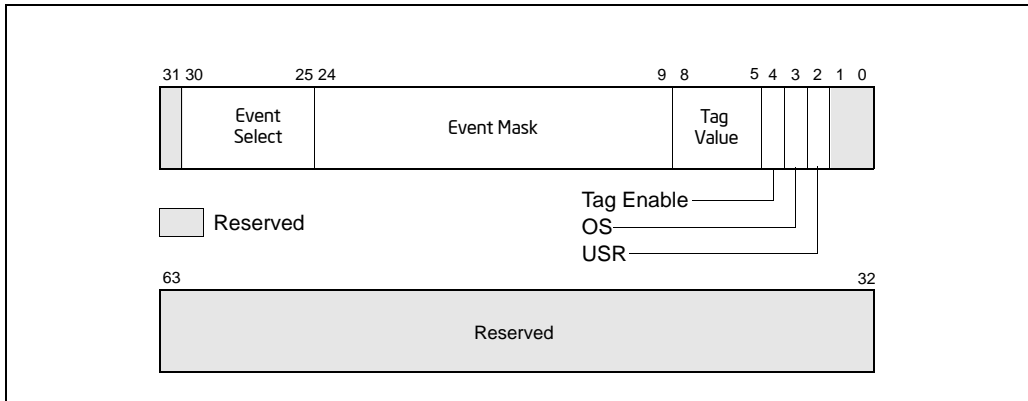 31 30 25 24 9 8 5 4 3 2 1 0
Event Select
Event Mask
Tag Value
Tag Enable
OS
USR
Reserved
63 32
Reserved